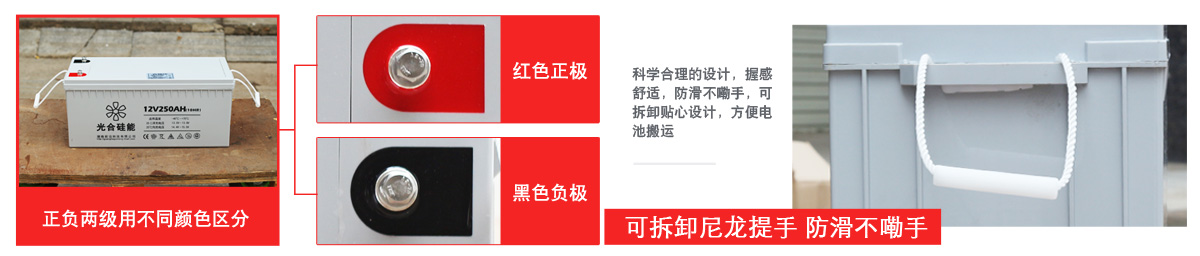 光合硅能
12V250AH(10HR)
正负两级用不同颜色区分
红色正极
黑色负极
科学合理的设计，握感
舒适，防滑不嘞手，可
拆卸贴心设计，方便电
池搬运
可拆卸尼龙提手 防滑不嘞手